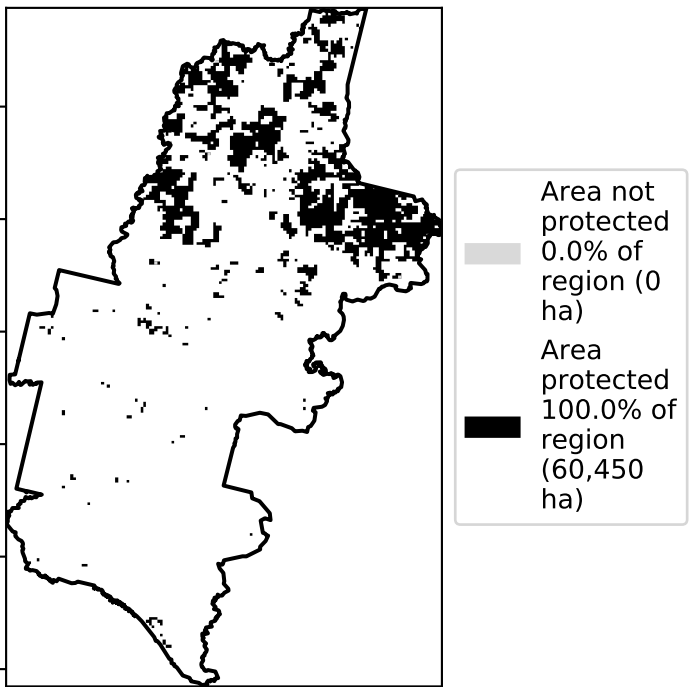 Area not
protected
0.0% of
region (0
ha)
Area
protected
100.0% of
region
(60,450
ha)